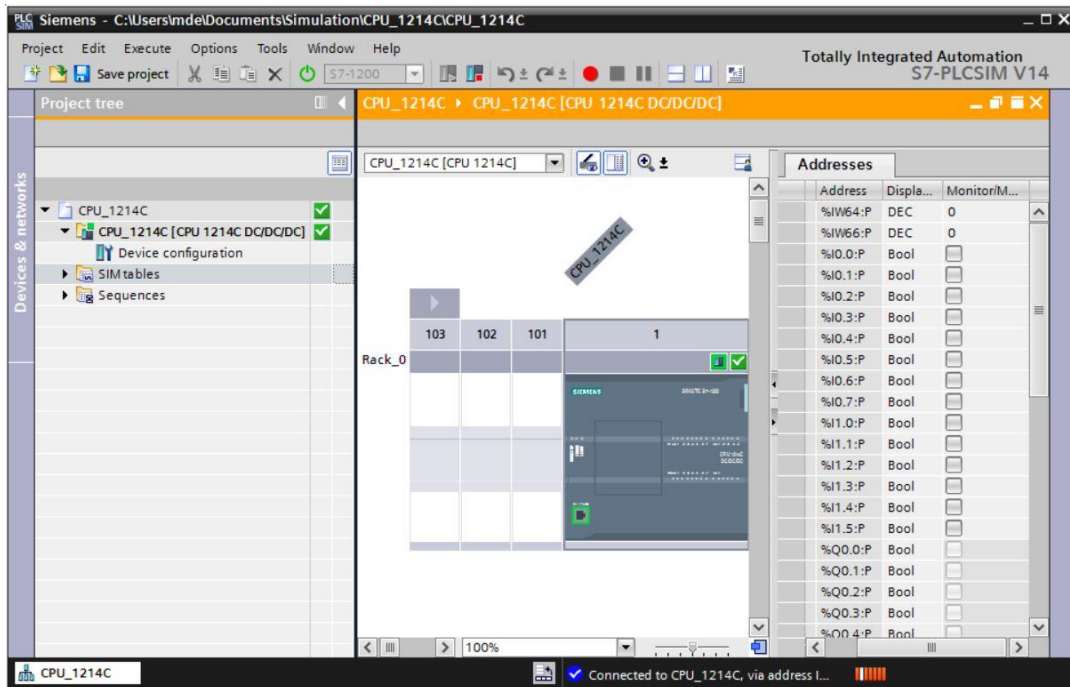 PLC SIM Siemens - C:\Users\mde\Documents\Simulation\CPU_1214C\CPU_1214C
Project Edit Execute Options Tools Window Help
Totally Integrated Automation
S7-PLCSIM V14
Save project S7-1200
Project tree
CPU_1214C CPU_1214C [CPU 1214C DC/DC/DC]
Devices & networks
CPU_1214C
CPU_1214C [CPU 1214C DC/DC/DC]
Device configuration
SIM tables
Sequences
CPU_1214C [CPU 1214C]
CPU_1214C
103 102 101 1
Rack_0
SIEMENS
100%
Addresses
Address Displa... Monitor/M...
%IW64:P DEC 0
%IW66:P DEC 0
%I0.0:P Bool
%I0.1:P Bool
%I0.2:P Bool
%I0.3:P Bool
%I0.4:P Bool
%I0.5:P Bool
%I0.6:P Bool
%I0.7:P Bool
%I1.0:P Bool
%I1.1:P Bool
%I1.2:P Bool
%I1.3:P Bool
%I1.4:P Bool
%I1.5:P Bool
%Q0.0:P Bool
%Q0.1:P Bool
%Q0.2:P Bool
%Q0.3:P Bool
%Q0.4:P Bool
CPU_1214C
Connected to CPU_1214C, via address I...